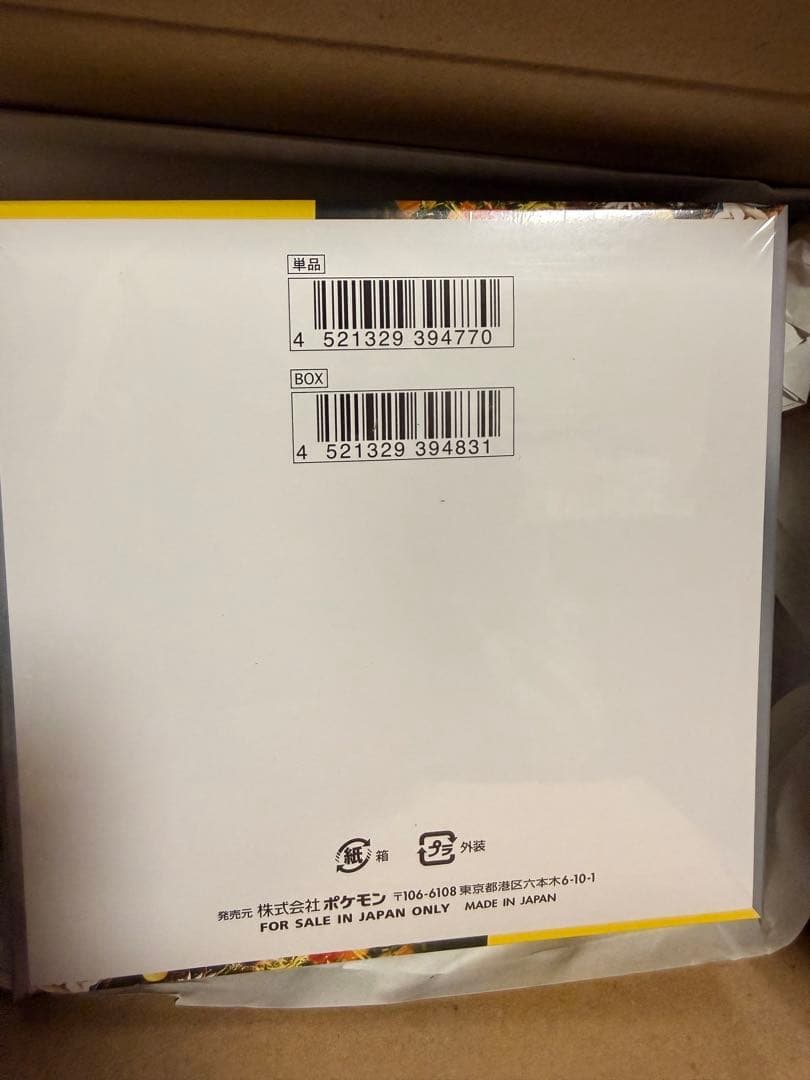 単品
4 521329 394770
BOX
4 521329 394831
紙 箱 プラ 外装
発売元 株式会社 ポケモン 〒106-6108 東京都港区六本木6-10-1
FOR SALE IN JAPAN ONLY MADE IN JAPAN